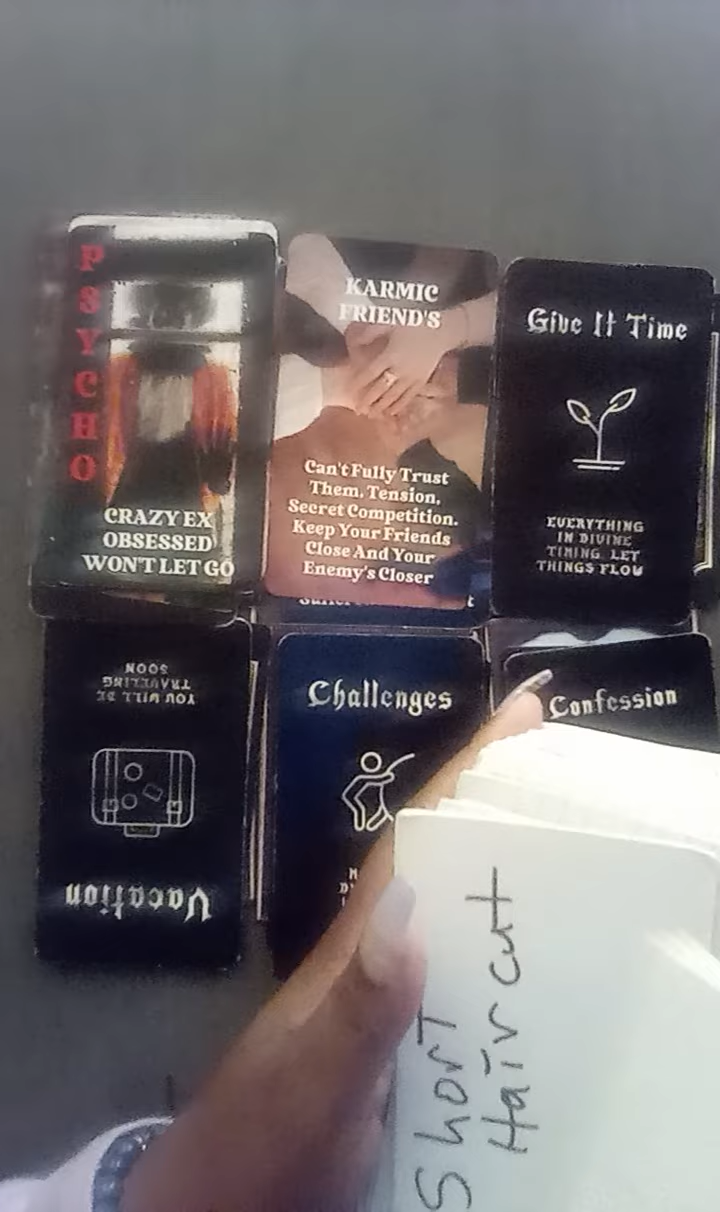 PSYCHO
CRAZY EX
OBSESSED
WON'T LET GO
KARMIC
FRIEND'S
Can't Fully Trust
Them, Tension,
Secret Competition.
Keep Your Friends
Close And Your
Enemy's Closer
Give It Time
EVERYTHING
IN DIVINE
TIMING LET
THINGS FLOW
Vacation
YOU WILL BE
TRAVELING
SOON
Challenges
Confession
Short
Haircut